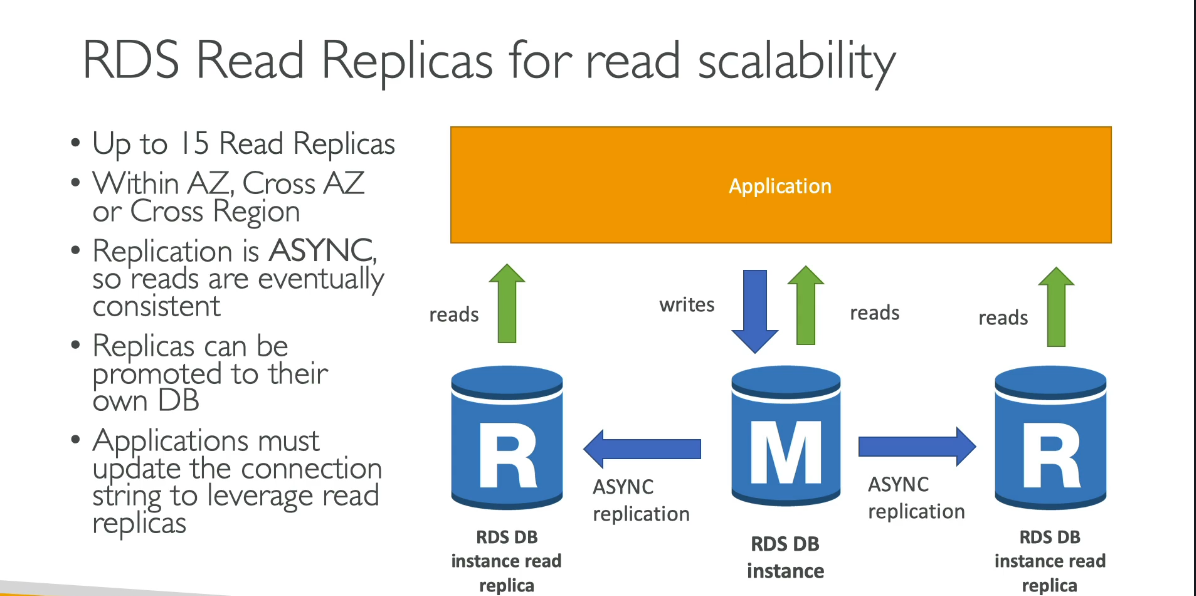 RDS Read Replicas for read scalability
• Up to 15 Read Replicas
• Within AZ, Cross AZ
or Cross Region
• Replication is ASYNC,
so reads are eventually
consistent
• Replicas can be
promoted to their
own DB
• Applications must
update the connection
string to leverage read
replicas
Application
reads
writes
reads
reads
R
M
R
ASYNC
replication
ASYNC
replication
RDS DB
instance read
replica
RDS DB
instance
RDS DB
instance read
replica